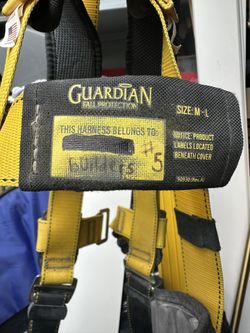 GUARDIAN
FALL PROTECTION
THIS HARNESS BELONGS TO:
Builders #5
SIZE: M - L
NOTICE: PRODUCT
LABELS LOCATED
BENEATH COVER